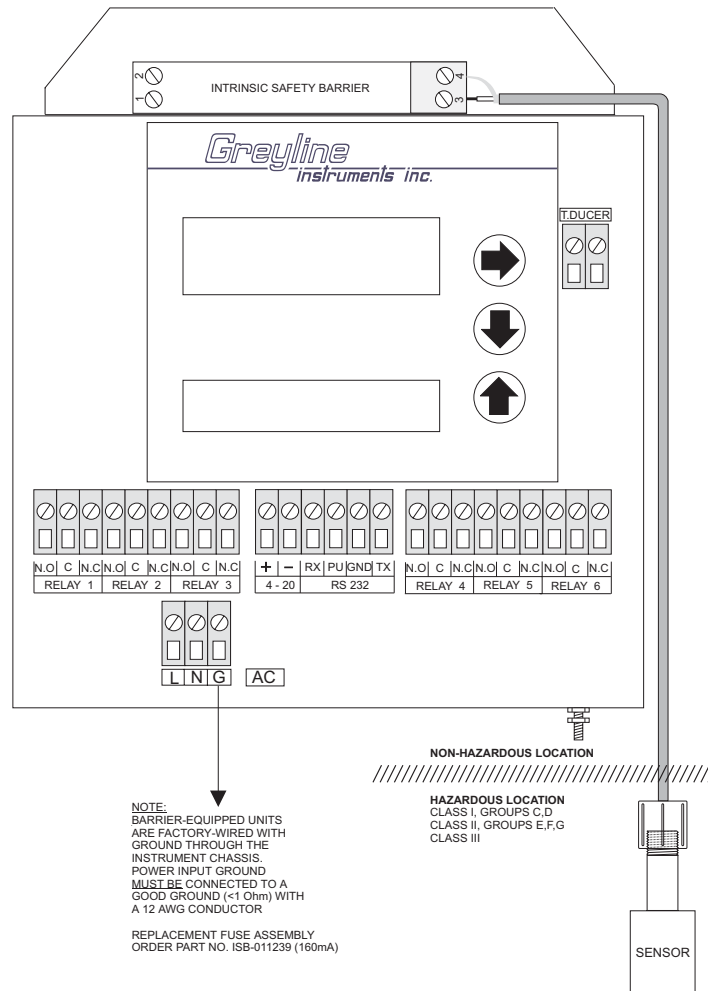 2
1
INTRINSIC SAFETY BARRIER
4
3
Greyline
instruments inc.
T.DUCER
N.O C N.C N.O C N.C N.O C N.C
RELAY 1 RELAY 2 RELAY 3
+ − RX PU GND TX
4 - 20 RS 232
N.O C N.C N.O C N.C N.O C N.C
RELAY 4 RELAY 5 RELAY 6
L N G AC
NON-HAZARDOUS LOCATION
HAZARDOUS LOCATION
CLASS I, GROUPS C,D
CLASS II, GROUPS E,F,G
CLASS III
NOTE:
BARRIER-EQUIPPED UNITS
ARE FACTORY-WIRED WITH
GROUND THROUGH THE
INSTRUMENT CHASSIS.
POWER INPUT GROUND
MUST BE CONNECTED TO A
GOOD GROUND (<1 Ohm) WITH
A 12 AWG CONDUCTOR
REPLACEMENT FUSE ASSEMBLY
ORDER PART NO. ISB-011239 (160mA)
SENSOR